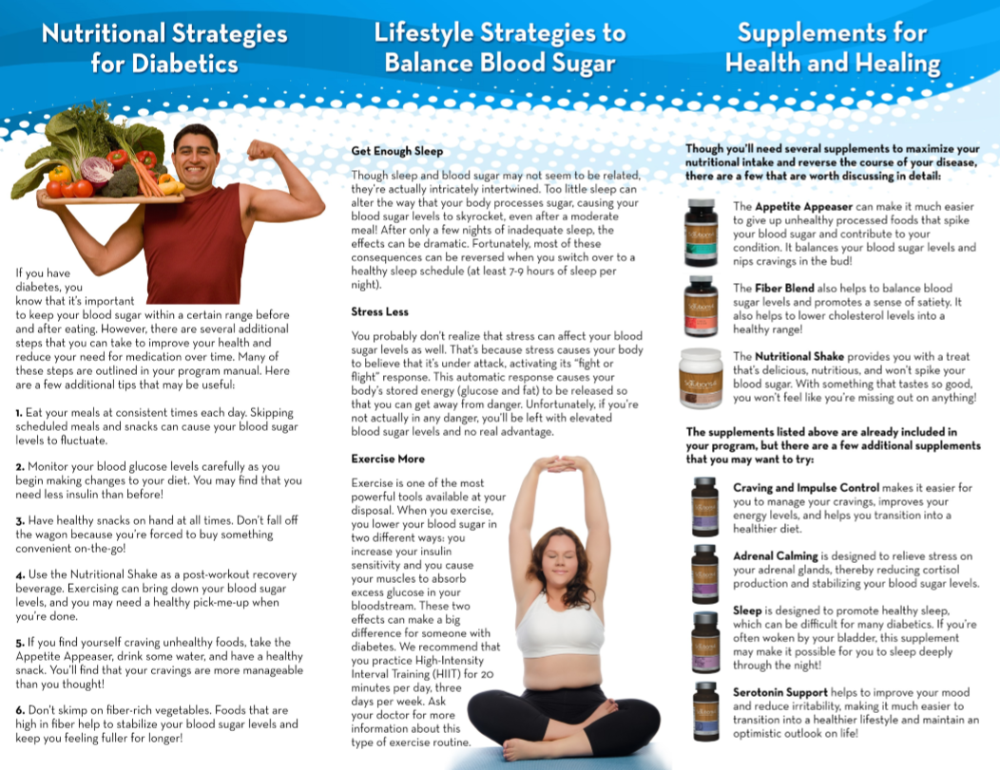 Nutritional Strategies
for Diabetics
If you have
diabetes, you
know that it's important
to keep your blood sugar within a certain range before
and after eating. However, there are several additional
steps that you can take to improve your health and
reduce your need for medication over time. Many of
these steps are outlined in your program manual. Here
are a few additional tips that may be useful:
1. Eat your meals at consistent times each day. Skipping
scheduled meals and snacks can cause your blood sugar
levels to fluctuate.
2. Monitor your blood glucose levels carefully as you
begin making changes to your diet. You may find that you
need less insulin than before!
3. Have healthy snacks on hand at all times. Don't fall off
the wagon because you're forced to buy something
convenient on-the-go!
4. Use the Nutritional Shake as a post-workout recovery
beverage. Exercising can bring down your blood sugar
levels, and you may need a healthy pick-me-up when
you're done.
5. If you find yourself craving unhealthy foods, take the
Appetite Appeaser, drink some water, and have a healthy
snack. You'll find that your cravings are more manageable
than you thought!
6. Don't skimp on fiber-rich vegetables. Foods that are
high in fiber help to stabilize your blood sugar levels and
keep you feeling fuller for longer!
Lifestyle Strategies to
Balance Blood Sugar
Get Enough Sleep
Though sleep and blood sugar may not seem to be related,
they're actually intricately intertwined. Too little sleep can
alter the way that your body processes sugar, causing your
blood sugar levels to skyrocket, even after a moderate
meal! After only a few nights of inadequate sleep, the
effects can be dramatic. Fortunately, most of these
consequences can be reversed when you switch over to a
healthy sleep schedule (at least 7-9 hours of sleep per
night).
Stress Less
You probably don't realize that stress can affect your blood
sugar levels as well. That's because stress causes your body
to believe that it's under attack, activating its "fight or
flight" response. This automatic response causes your
body's stored energy (glucose and fat) to be released so
that you can get away from danger. Unfortunately, if you're
not actually in any danger, you'll be left with elevated
blood sugar levels and no real advantage.
Exercise More
Exercise is one of the most
powerful tools available at your
disposal. When you exercise,
you lower your blood sugar in
two different ways: you
increase your insulin
sensitivity and you cause
your muscles to absorb
excess glucose in your
bloodstream. These two
effects can make a big
difference for someone with
diabetes. We recommend that
you practice High-Intensity
Interval Training (HIIT) for 20
minutes per day, three
days per week. Ask
your doctor for more
information about this
type of exercise routine.
Supplements for
Health and Healing
Though you'll need several supplements to maximize your
nutritional intake and reverse the course of your disease,
there are a few that are worth discussing in detail:
The Appetite Appeaser can make it much easier
to give up unhealthy processed foods that spike
your blood sugar and contribute to your
condition. It balances your blood sugar levels and
nips cravings in the bud!
The Fiber Blend also helps to balance blood
sugar levels and promotes a sense of satiety. It
also helps to lower cholesterol levels into a
healthy range!
The Nutritional Shake provides you with a treat
that's delicious, nutritious, and won't spike your
blood sugar. With something that tastes so good,
you won't feel like you're missing out on anything!
The supplements listed above are already included in
your program, but there are a few additional supplements
that you may want to try:
Craving and Impulse Control makes it easier for
you to manage your cravings, improves your
energy levels, and helps you transition into a
healthier diet.
Adrenal Calming is designed to relieve stress on
your adrenal glands, thereby reducing cortisol
production and stabilizing your blood sugar levels.
Sleep is designed to promote healthy sleep,
which can be difficult for many diabetics. If you're
often woken by your bladder, this supplement
may make it possible for you to sleep deeply
through the night!
Serotonin Support helps to improve your mood
and reduce irritability, making it much easier to
transition into a healthier lifestyle and maintain an
optimistic outlook on life!